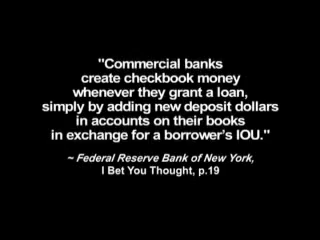 "Commercial banks
create checkbook money
whenever they grant a loan,
simply by adding new deposit dollars
in accounts on their books
in exchange for a borrower's IOU."
~ Federal Reserve Bank of New York,
I Bet You Thought, p.19